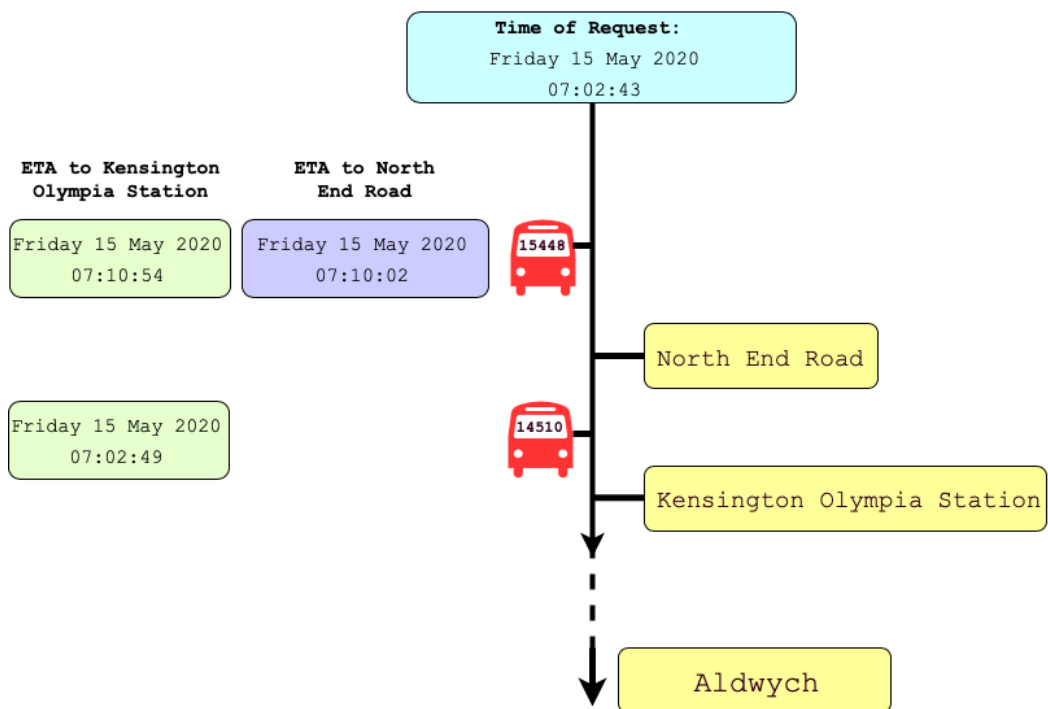 Time of Request:
Friday 15 May 2020
07:02:43
ETA to Kensington
Olympia Station
ETA to North
End Road
Friday 15 May 2020
07:10:54
Friday 15 May 2020
07:10:02
15448
North End Road
Friday 15 May 2020
07:02:49
14510
Kensington Olympia Station
Aldwych